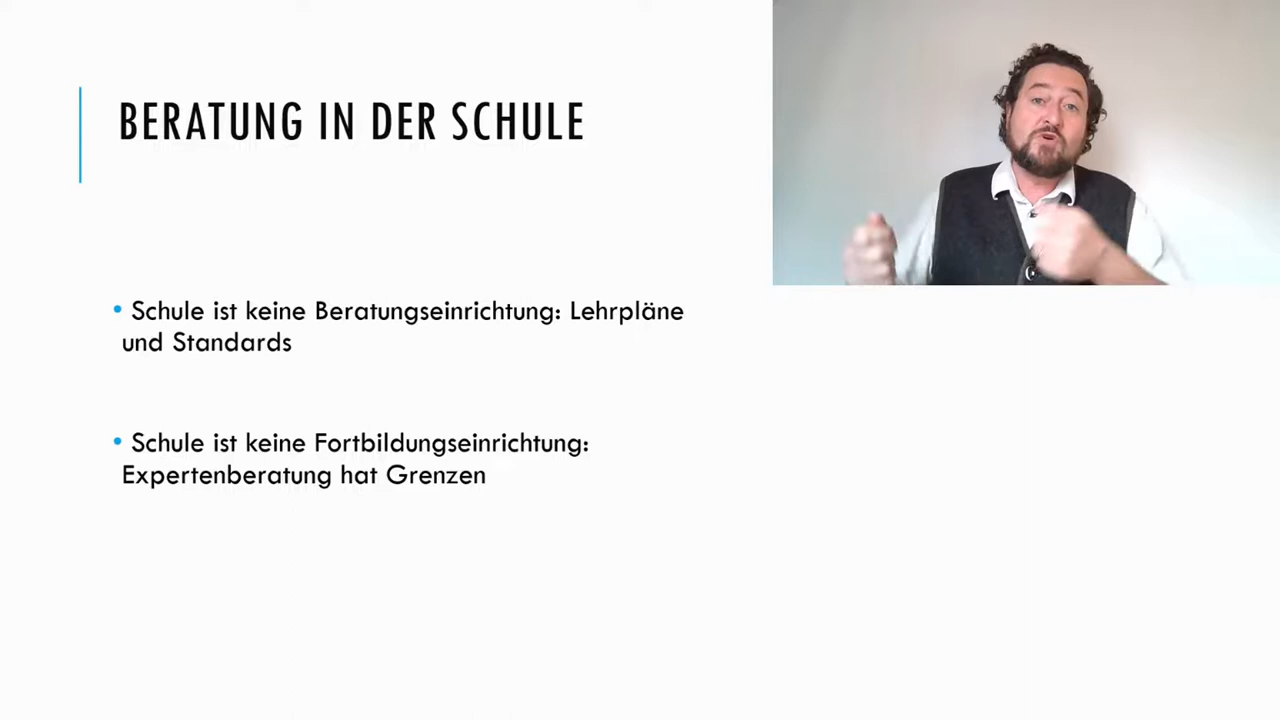 BERATUNG IN DER SCHULE
• Schule ist keine Beratungseinrichtung: Lehrpläne
und Standards
• Schule ist keine Fortbildungseinrichtung:
Expertenberatung hat Grenzen